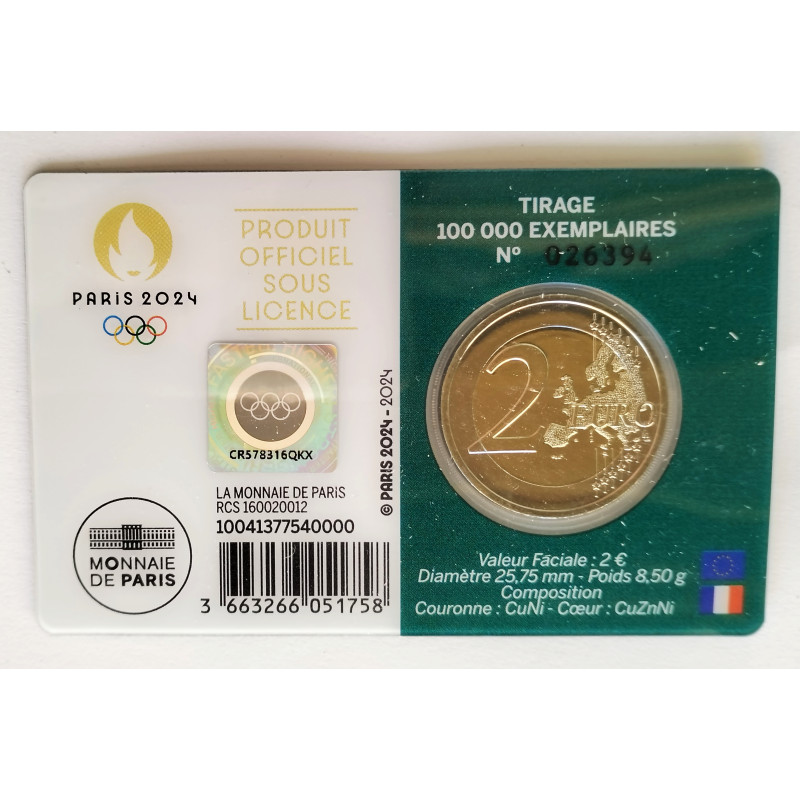 PARIS 2024
PRODUIT
OFFICIEL
SOUS
LICENCE
CR578316QKX
© PARIS 2024 - 2024
LA MONNAIE DE PARIS
RCS 160020012
10041377540000
3 663266 051758
MONNAIE
DE PARIS
TIRAGE
100 000 EXEMPLAIRES
N° 026394
2 EURO
Valeur Faciale : 2 €
Diamètre 25,75 mm - Poids 8,50 g
Composition
Couronne : CuNi - Cœur : CuZnNi